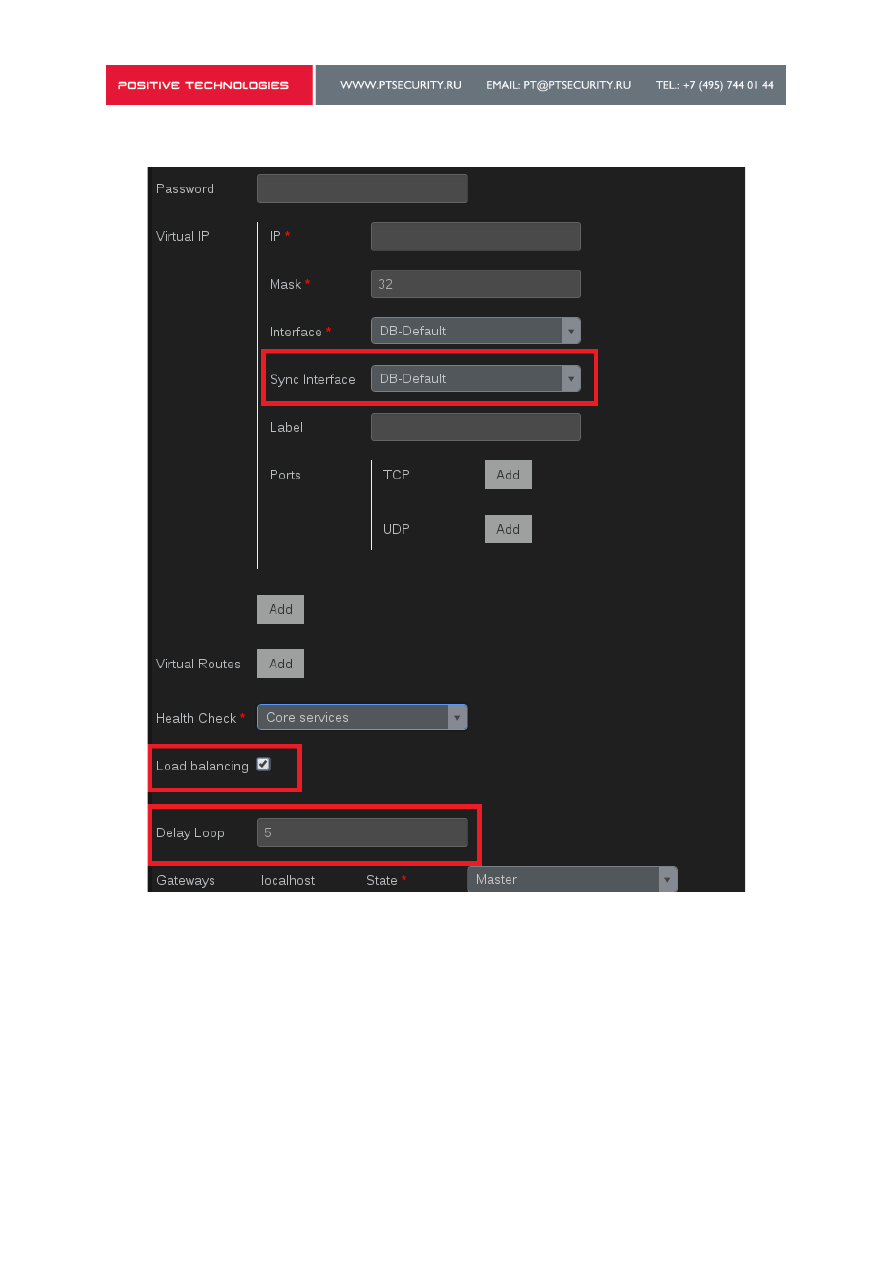 POSITIVE TECHNOLOGIES WWW.PTSECURITY.RU EMAIL: PT@PTSECURITY.RU TEL.: +7 (495) 744 01 44
Password
Virtual IP IP *
Mask * 32
Interface * DB-Default
Sync Interface DB-Default
Label
Ports TCP Add
UDP Add
Add
Virtual Routes Add
Health Check * Core services
Load balancing
Delay Loop 5
Gateways localhost State * Master